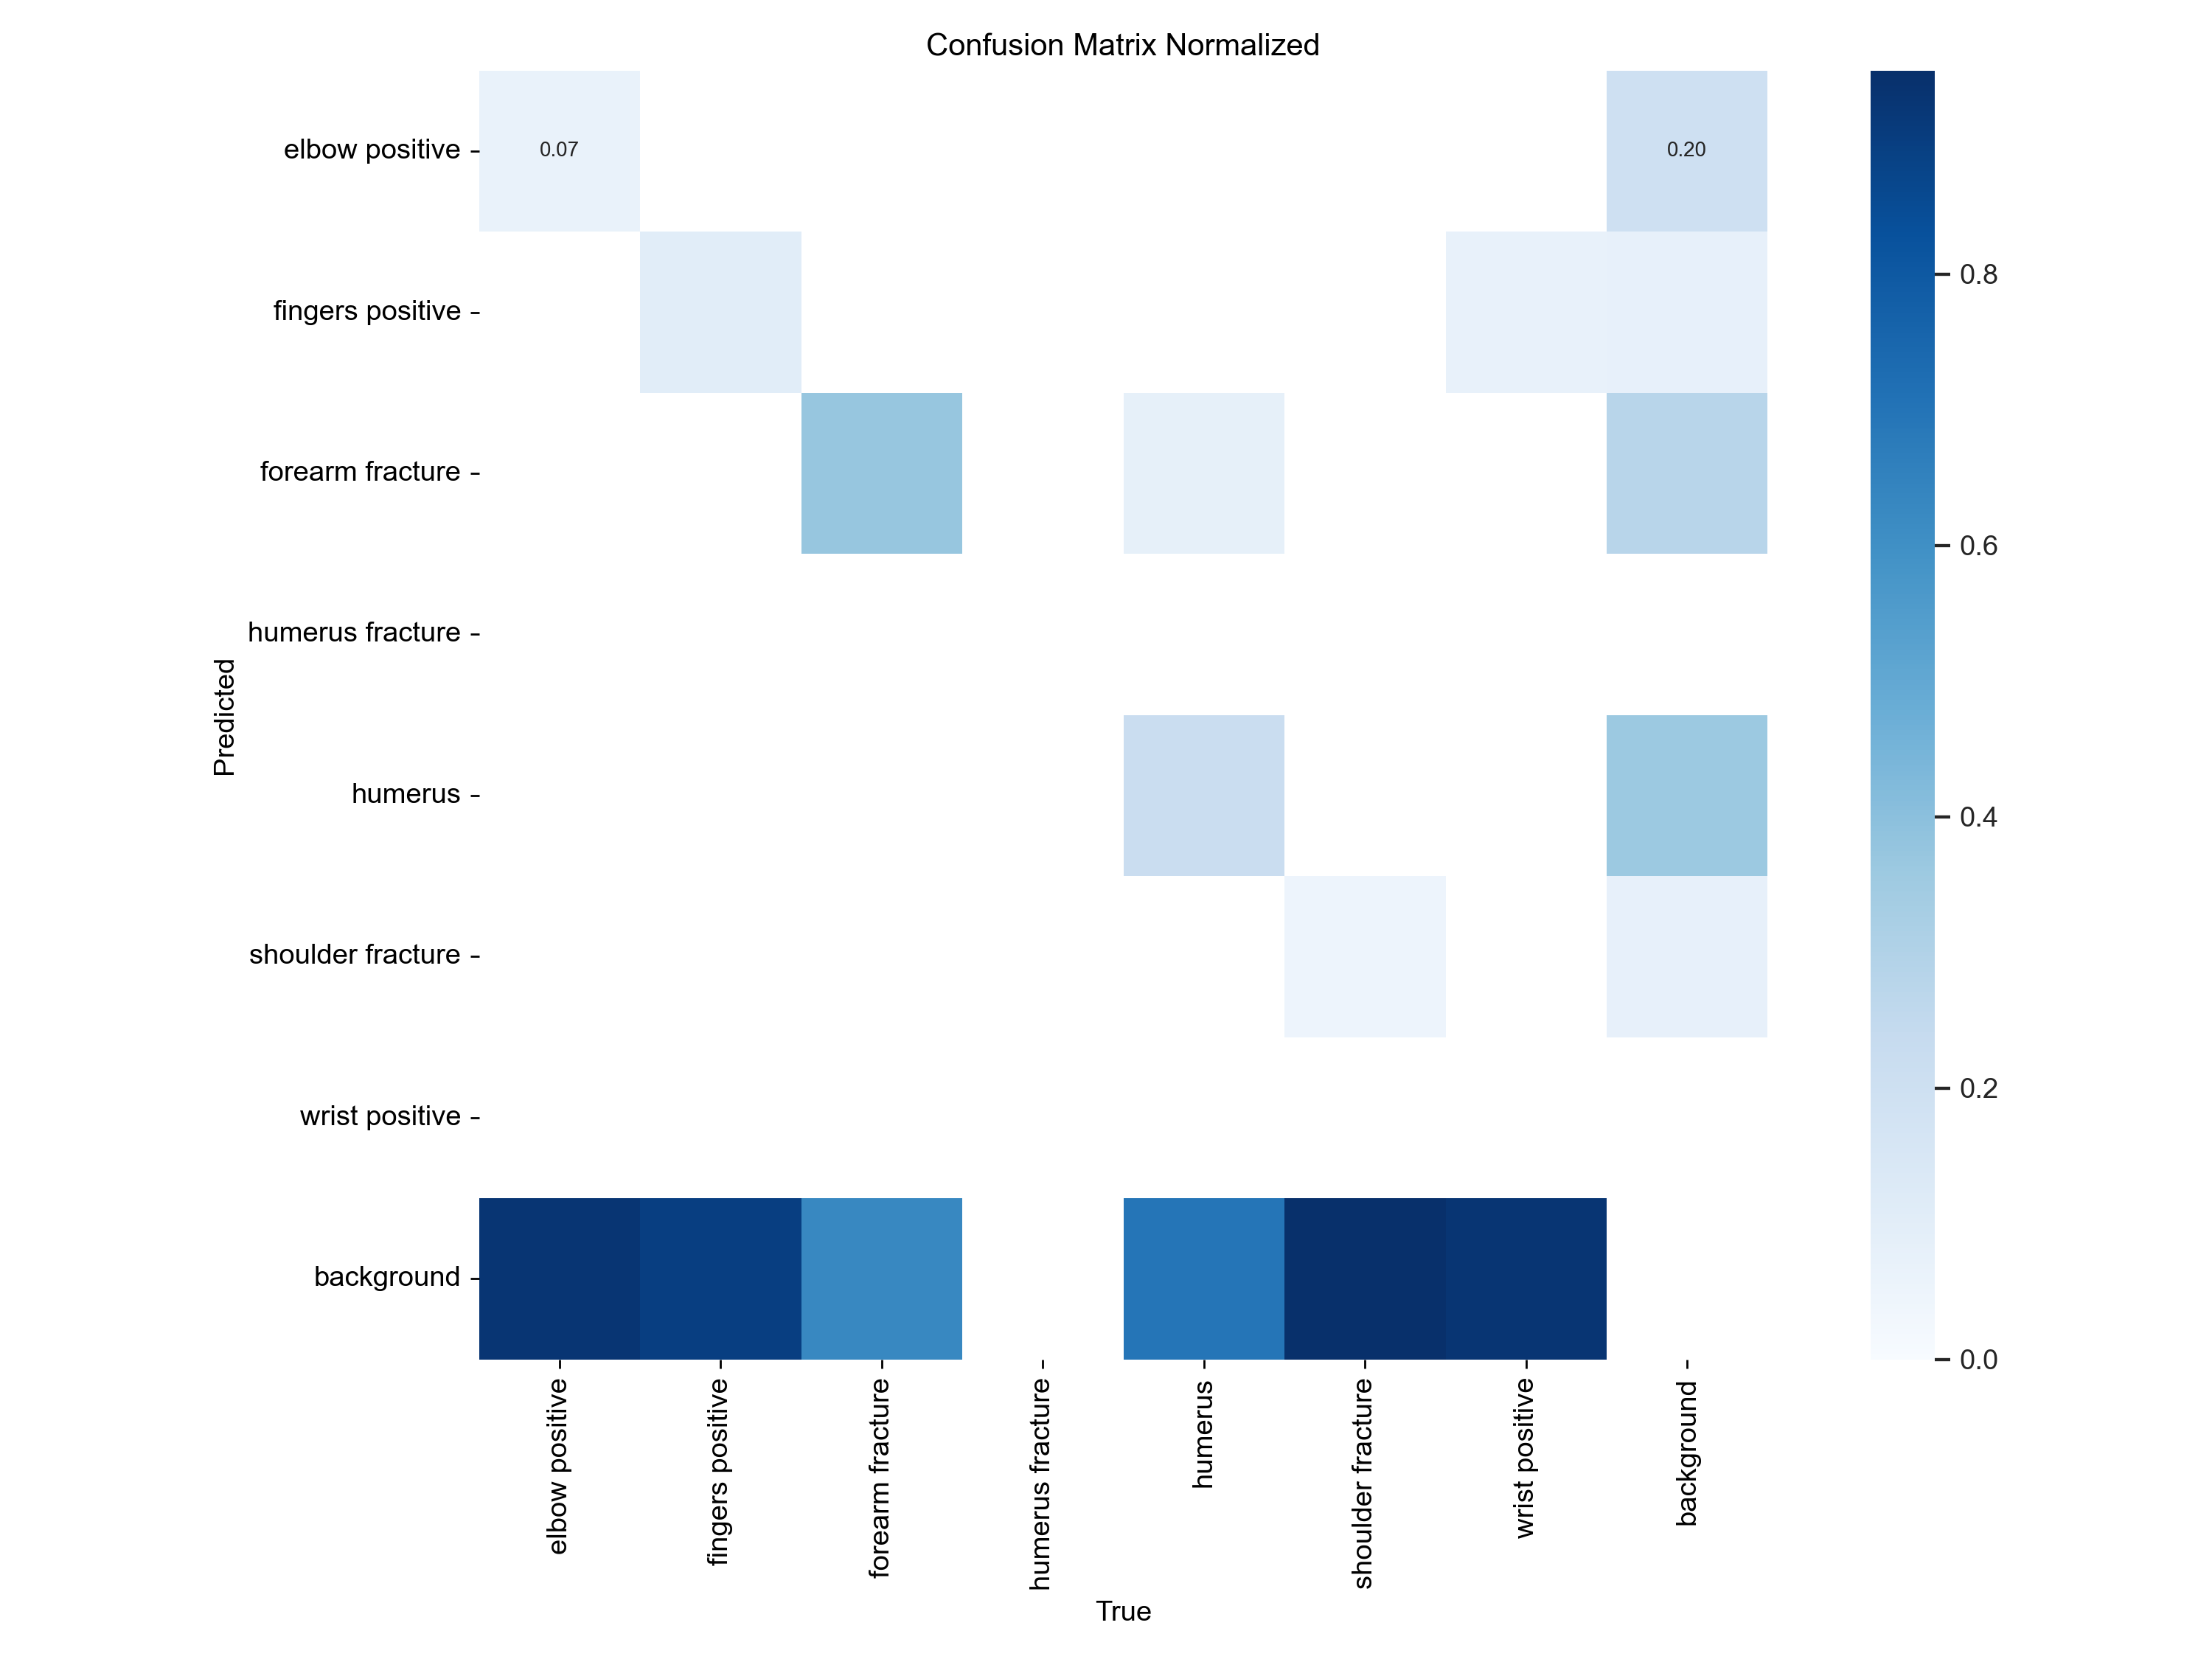 Confusion Matrix Normalized
elbow positive
0.07
0.20
fingers positive
forearm fracture
humerus fracture
humerus
shoulder fracture
wrist positive
background
Predicted
0.8
0.6
0.4
0.2
0.0
elbow positive
fingers positive
forearm fracture
humerus fracture
humerus
shoulder fracture
wrist positive
background
True